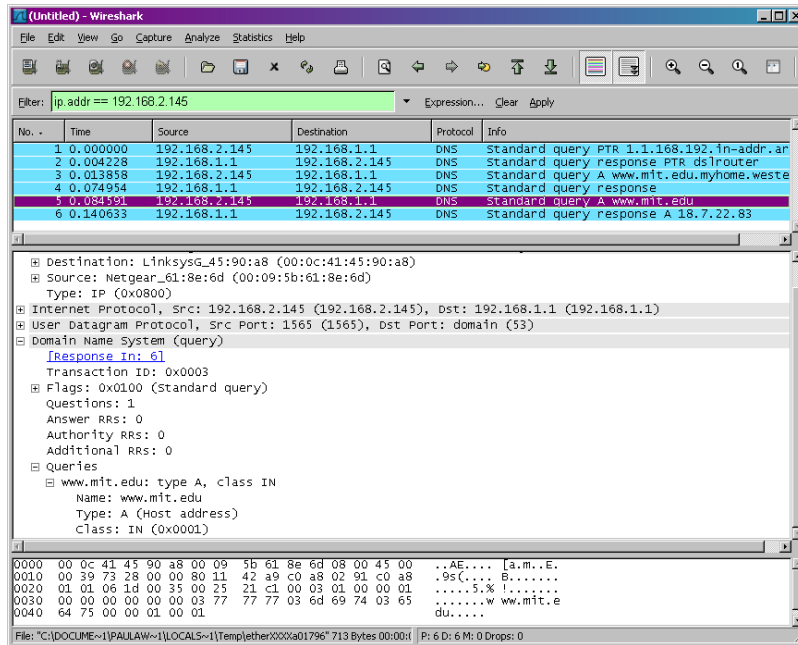 (Untitled) - Wireshark
File Edit View Go Capture Analyze Statistics Help
Filter: ip.addr == 192.168.2.145 Expression... Clear Apply
No. - Time Source Destination Protocol Info
1 0.000000 192.168.2.145 192.168.1.1 DNS Standard query PTR 1.1.168.192.in-addr.ar
2 0.004228 192.168.1.1 192.168.2.145 DNS Standard query response PTR dslrouter
3 0.013858 192.168.2.145 192.168.1.1 DNS Standard query A www.mit.edu.myhome.weste
4 0.074954 192.168.1.1 192.168.2.145 DNS Standard query response
5 0.084591 192.168.2.145 192.168.1.1 DNS Standard query A www.mit.edu
6 0.140633 192.168.1.1 192.168.2.145 DNS Standard query response A 18.7.22.83
Destination: LinksysG_45:90:a8 (00:0c:41:45:90:a8)
Source: Netgear_61:8e:6d (00:09:5b:61:8e:6d)
Type: IP (0x0800)
Internet Protocol, Src: 192.168.2.145 (192.168.2.145), Dst: 192.168.1.1 (192.168.1.1)
User Datagram Protocol, Src Port: 1565 (1565), Dst Port: domain (53)
Domain Name System (query)
[Response In: 6]
Transaction ID: 0x0003
Flags: 0x0100 (Standard query)
Questions: 1
Answer RRs: 0
Authority RRs: 0
Additional RRs: 0
Queries
www.mit.edu: type A, class IN
Name: www.mit.edu
Type: A (Host address)
Class: IN (0x0001)
0000 00 0c 41 45 90 a8 00 09 5b 61 8e 6d 08 00 45 00 ..AE.... [a.m..E.
0010 00 39 73 28 00 00 80 11 42 a9 c0 a8 02 91 c0 a8 .9s(.... B.......
0020 01 01 06 1d 00 35 00 25 21 c1 00 03 01 00 00 01 .....5.% !.......
0030 00 00 00 00 00 00 03 77 77 77 03 6d 69 74 03 65 .......w ww.mit.e
0040 64 75 00 00 01 00 01 du.....
File: "C:\DOCUME~1\PAULAW~1\LOCALS~1\Temp\etherXXXXa01796" 713 Bytes 00:00:( P: 6 D: 6 M: 0 Drops: 0